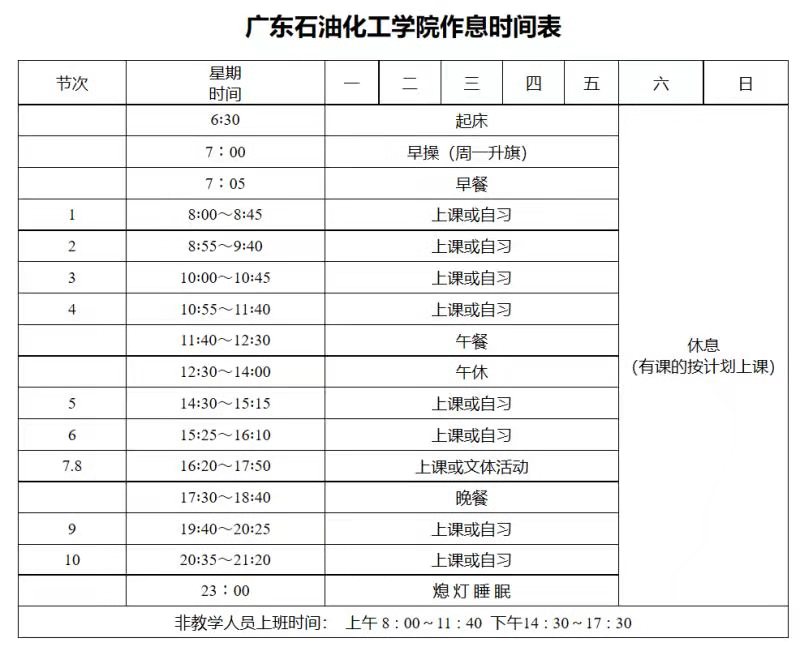 广东石油化工学院作息时间表
节次 星期 时间 一 二 三 四 五 六 日
6:30 起床
7：00 早操（周一升旗）
7：05 早餐
1 8:00～8:45 上课或自习
2 8:55～9:40 上课或自习
3 10:00～10:45 上课或自习
4 10:55～11:40 上课或自习
11:40～12:30 午餐
12:30～14:00 午休
5 14:30～15:15 上课或自习
6 15:25～16:10 上课或自习
7.8 16:20～17:50 上课或文体活动
17:30～18:40 晚餐
9 19:40～20:25 上课或自习
10 20:35～21:20 上课或自习
23：00 熄灯睡眠
休息
（有课的按计划上课）
非教学人员上班时间： 上午 8：00～11：40 下午14：30～17：30